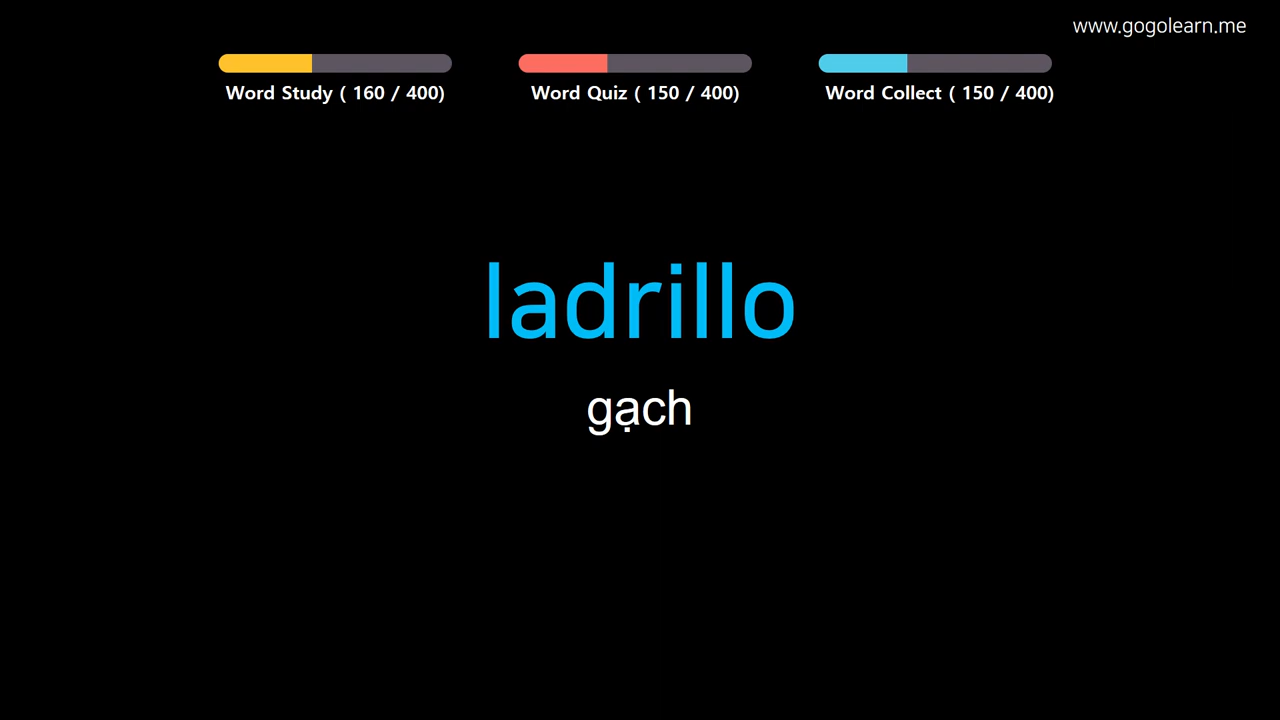 www.gogolearn.me
Word Study ( 160 / 400)
Word Quiz ( 150 / 400)
Word Collect ( 150 / 400)
ladrillo
gạch